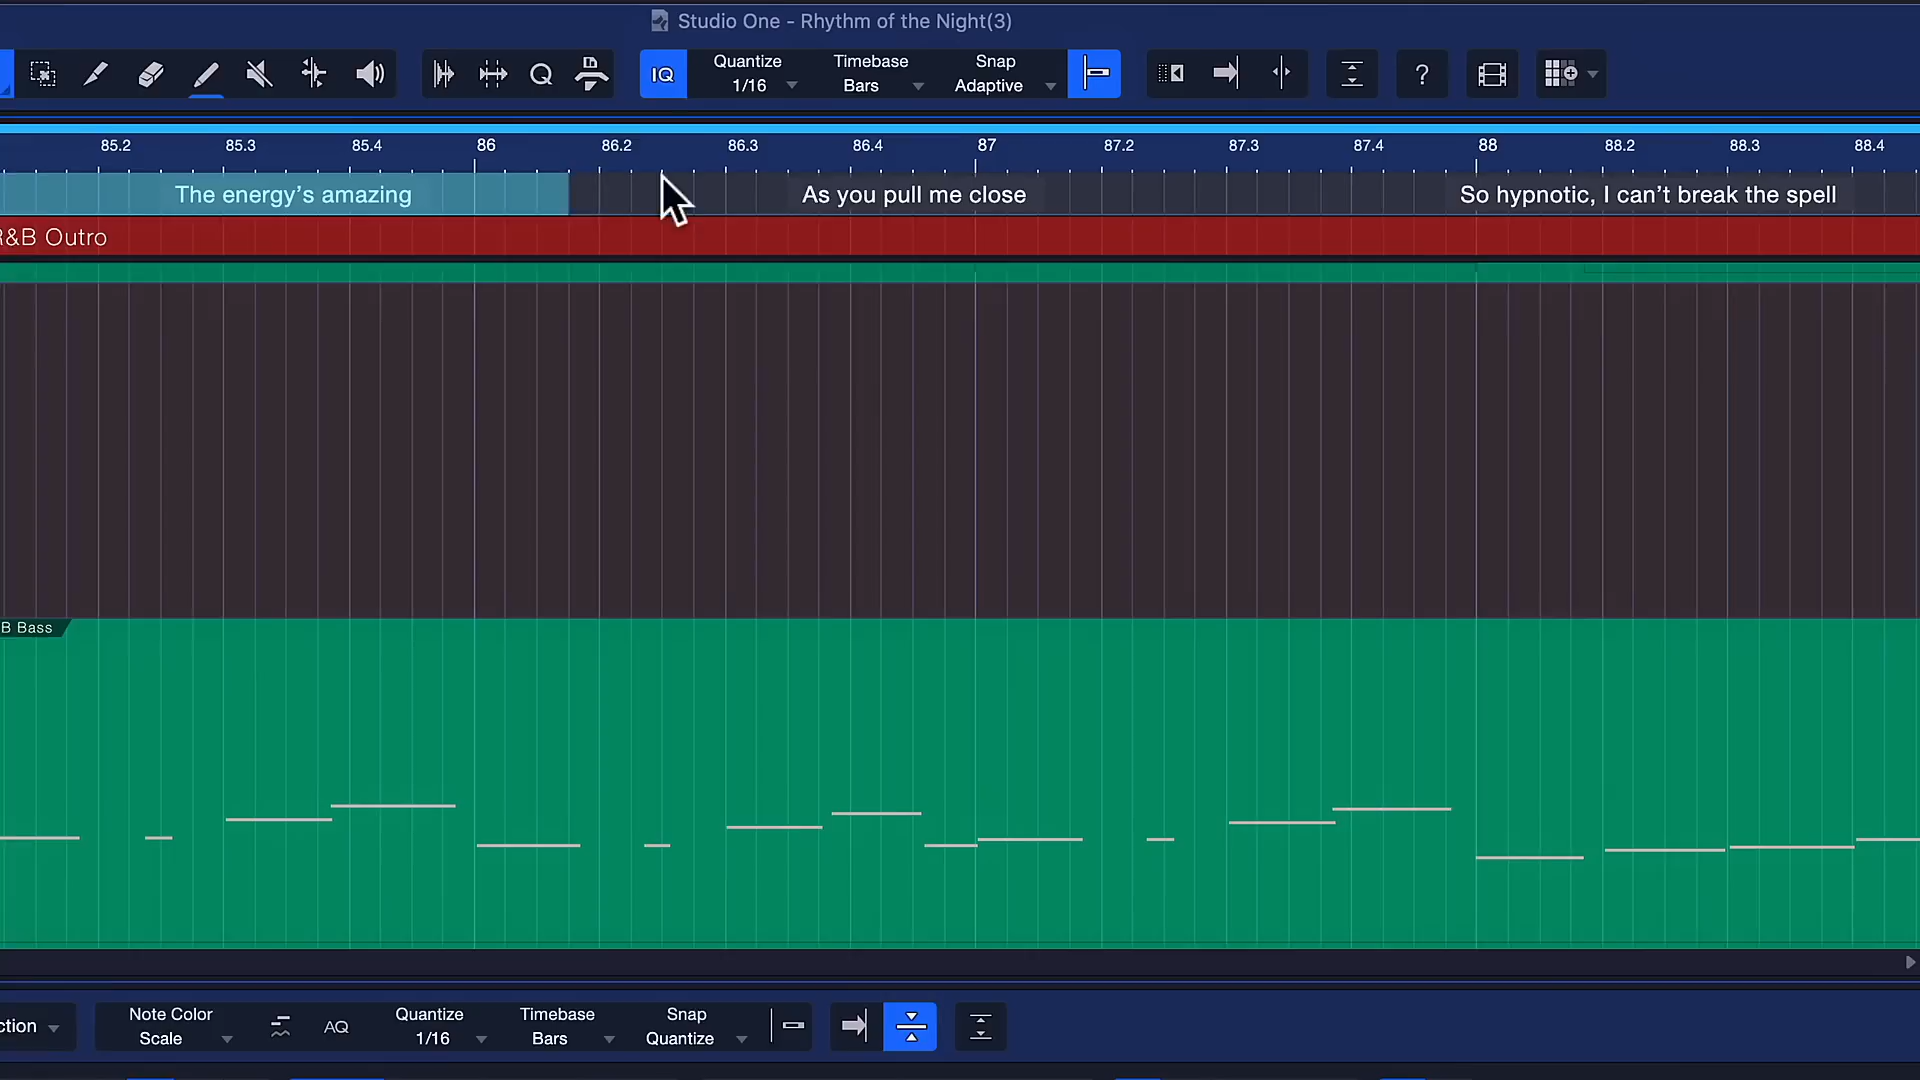 Studio One - Rhythm of the Night(3)
IQ
Quantize
1/16
Timebase
Bars
Snap
Adaptive
Q
?
85.2 85.3 85.4 86 86.2 86.3 86.4 87 87.2 87.3 87.4 88 88.2 88.3 88.4
The energy’s amazing
As you pull me close
So hypnotic, I can’t break the spell
R&B Outro
B Bass
ction
Note Color
Scale
AQ
Quantize
1/16
Timebase
Bars
Snap
Quantize